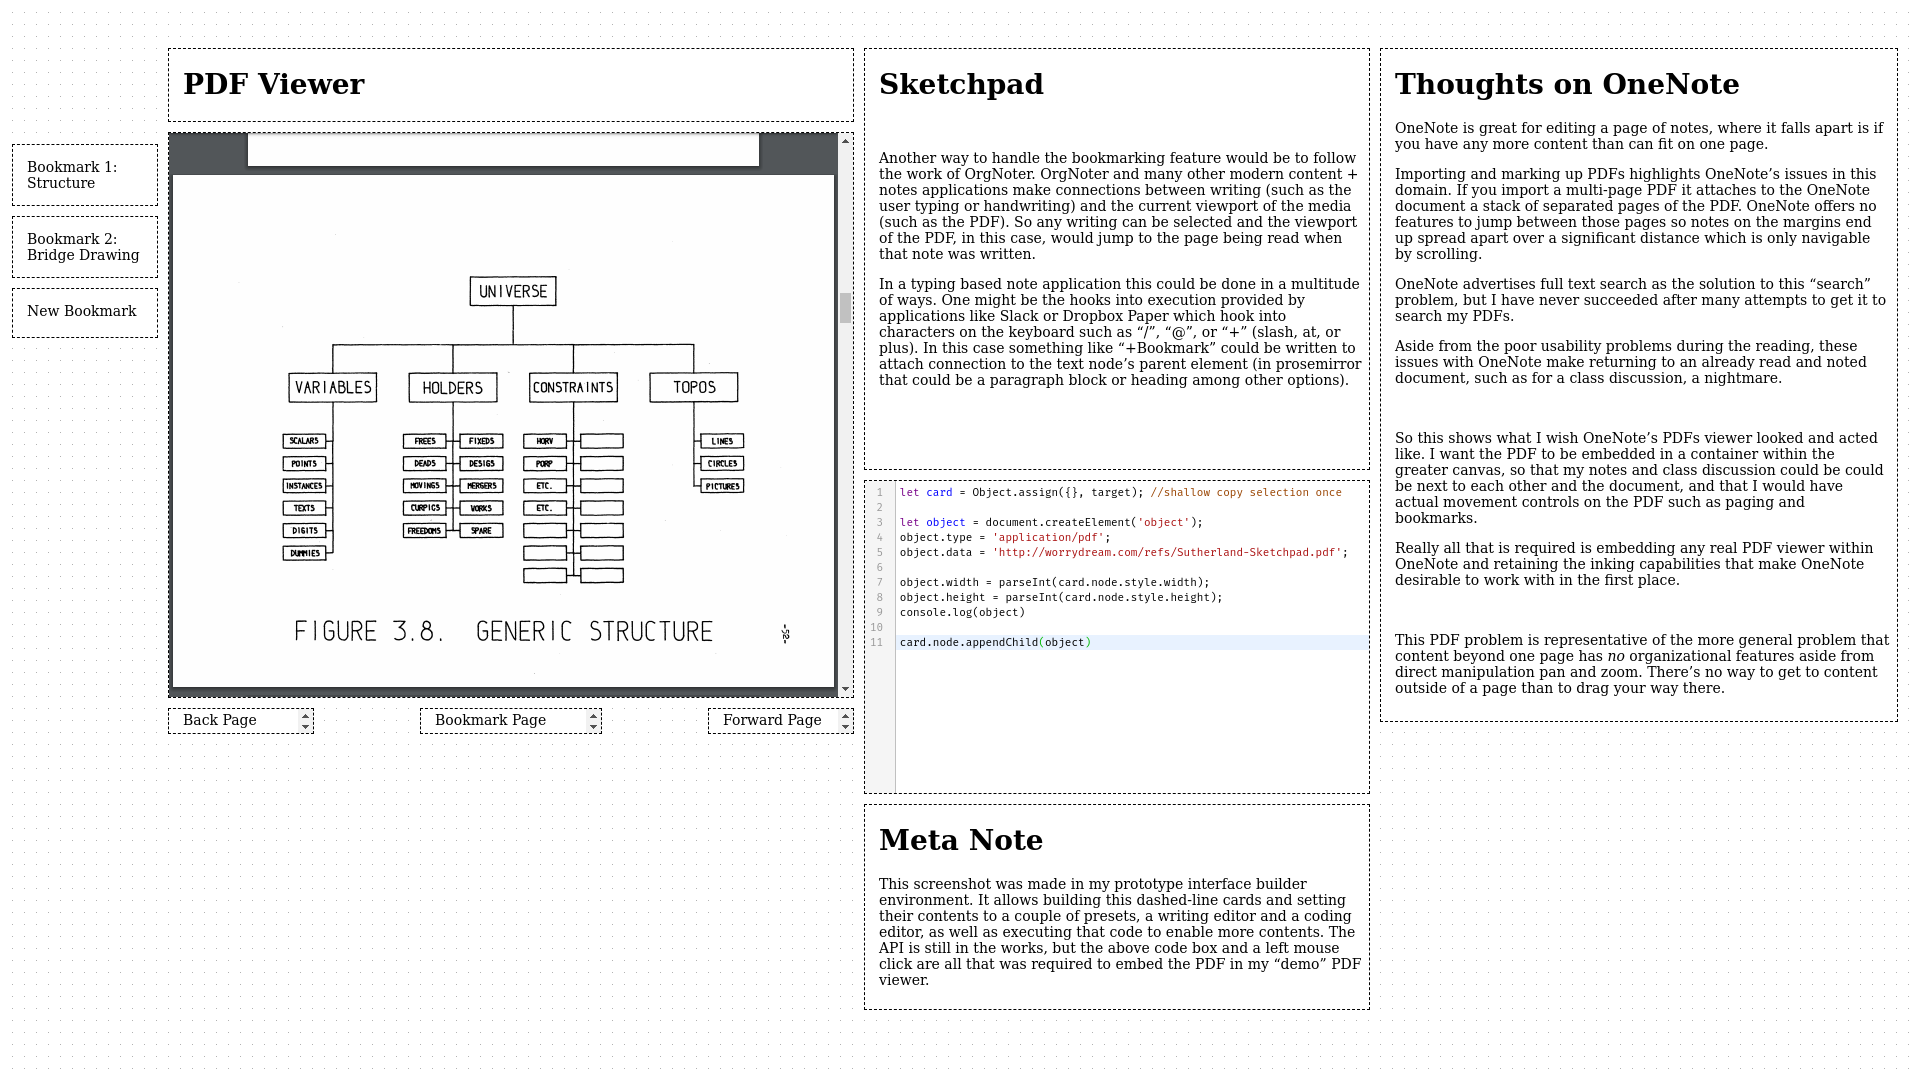 PDF Viewer
Bookmark 1:
Structure
Bookmark 2:
Bridge Drawing
New Bookmark
UNIVERSE
VARIABLES
HOLDERS
CONSTRAINTS
TOPOS
SCALARS
POINTS
INSTANCES
TEXTS
DIGITS
DUMMIES
FREES
FIXEDS
DEADS
DESIGS
MOVINGS
MERGERS
CURPICS
WORKS
FREEDOMS
SPARE
HORV
PORP
ETC.
ETC.
LINES
CIRCLES
PICTURES
FIGURE 3.8. GENERIC STRUCTURE
-52-
Back Page
Bookmark Page
Forward Page
Sketchpad
Another way to handle the bookmarking feature would be to follow
the work of OrgNoter. OrgNoter and many other modern content +
notes applications make connections between writing (such as the
user typing or handwriting) and the current viewport of the media
(such as the PDF). So any writing can be selected and the viewport
of the PDF, in this case, would jump to the page being read when
that note was written.
In a typing based note application this could be done in a multitude
of ways. One might be the hooks into execution provided by
applications like Slack or Dropbox Paper which hook into
characters on the keyboard such as “/”, “@”, or “+” (slash, at, or
plus). In this case something like “+Bookmark” could be written to
attach connection to the text node’s parent element (in prosemirror
that could be a paragraph block or heading among other options).
1 let card = Object.assign({}, target); //shallow copy selection once
2
3 let object = document.createElement('object');
4 object.type = 'application/pdf';
5 object.data = 'http://worrydream.com/refs/Sutherland-Sketchpad.pdf';
6
7 object.width = parseInt(card.node.style.width);
8 object.height = parseInt(card.node.style.height);
9 console.log(object)
10
11 card.node.appendChild(object)
Meta Note
This screenshot was made in my prototype interface builder
environment. It allows building this dashed-line cards and setting
their contents to a couple of presets, a writing editor and a coding
editor, as well as executing that code to enable more contents. The
API is still in the works, but the above code box and a left mouse
click are all that was required to embed the PDF in my “demo” PDF
viewer.
Thoughts on OneNote
OneNote is great for editing a page of notes, where it falls apart is if
you have any more content than can fit on one page.
Importing and marking up PDFs highlights OneNote’s issues in this
domain. If you import a multi-page PDF it attaches to the OneNote
document a stack of separated pages of the PDF. OneNote offers no
features to jump between those pages so notes on the margins end
up spread apart over a significant distance which is only navigable
by scrolling.
OneNote advertises full text search as the solution to this “search”
problem, but I have never succeeded after many attempts to get it to
search my PDFs.
Aside from the poor usability problems during the reading, these
issues with OneNote make returning to an already read and noted
document, such as for a class discussion, a nightmare.
So this shows what I wish OneNote’s PDFs viewer looked and acted
like. I want the PDF to be embedded in a container within the
greater canvas, so that my notes and class discussion could be could
be next to each other and the document, and that I would have
actual movement controls on the PDF such as paging and
bookmarks.
Really all that is required is embedding any real PDF viewer within
OneNote and retaining the inking capabilities that make OneNote
desirable to work with in the first place.
This PDF problem is representative of the more general problem that
content beyond one page has no organizational features aside from
direct manipulation pan and zoom. There’s no way to get to content
outside of a page than to drag your way there.